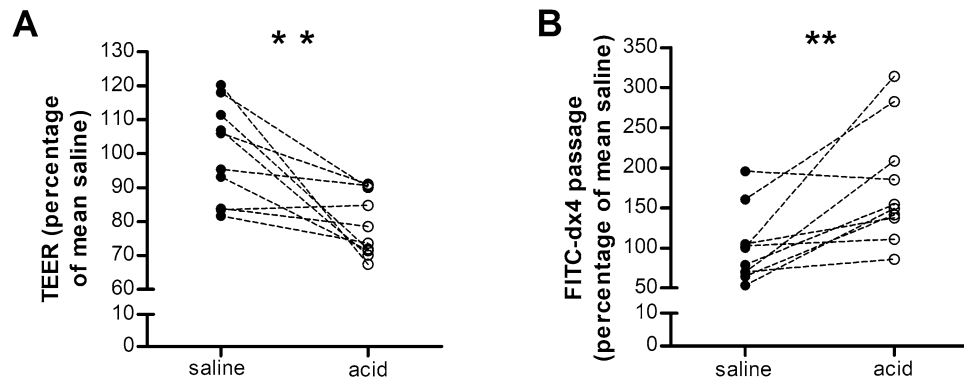 A
* *
TEER (percentage
of mean saline)
130
120
110
100
90
80
70
60
10
0
saline acid
B
**
FITC-dx4 passage
(percentage of mean saline)
350
300
250
200
150
100
50
10
0
saline acid